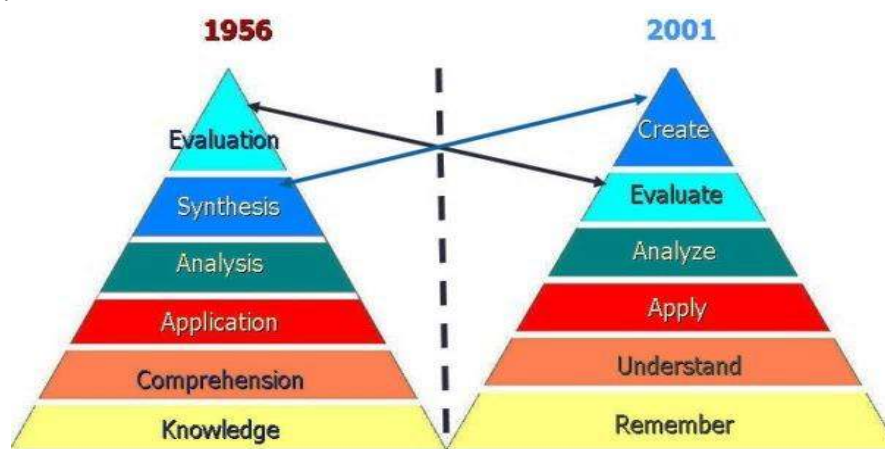 1956
Evaluation
Synthesis
Analysis
Application
Comprehension
Knowledge
2001
Create
Evaluate
Analyze
Apply
Understand
Remember